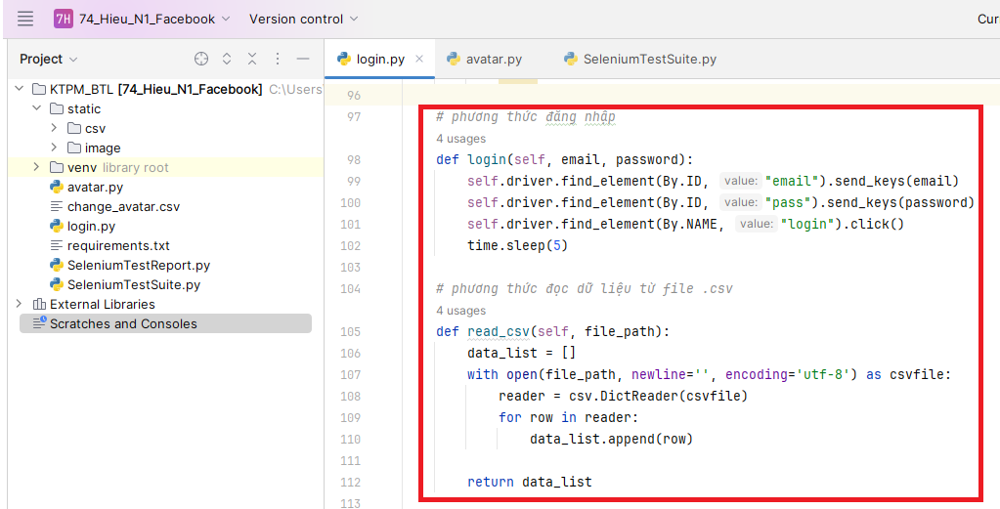 7H 74_Hieu_N1_Facebook Version control Cur
Project
login.py avatar.py SeleniumTestSuite.py
KTPM_BTL [74_Hieu_N1_Facebook] C:\Users
static
csv
image
venv library root
avatar.py
change_avatar.csv
login.py
requirements.txt
SeleniumTestReport.py
SeleniumTestSuite.py
External Libraries
Scratches and Consoles
96
97 # phương thức đăng nhập
4 usages
98 def login(self, email, password):
99 self.driver.find_element(By.ID, value: "email").send_keys(email)
100 self.driver.find_element(By.ID, value: "pass").send_keys(password)
101 self.driver.find_element(By.NAME, value: "login").click()
102 time.sleep(5)
103
104 # phương thức đọc dữ liệu từ file .csv
4 usages
105 def read_csv(self, file_path):
106 data_list = []
107 with open(file_path, newline='', encoding='utf-8') as csvfile:
108 reader = csv.DictReader(csvfile)
109 for row in reader:
110 data_list.append(row)
111
112 return data_list
113